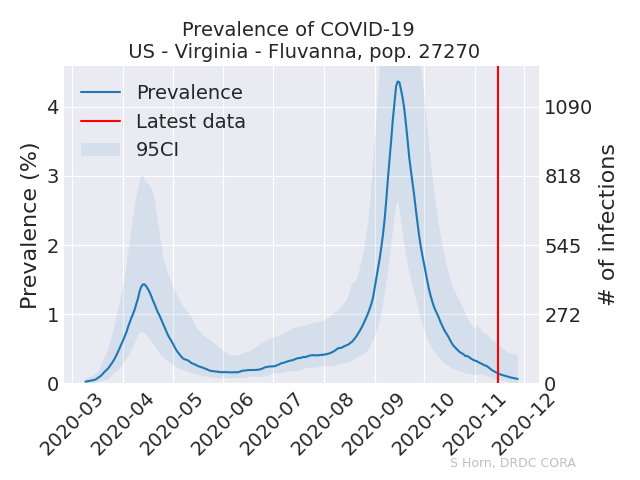 Prevalence of COVID-19
US - Virginia - Fluvanna, pop. 27270
Prevalence
Latest data
95CI
Prevalence (%)
4
3
2
1
0
1090
818
545
272
0
# of infections
2020-03
2020-04
2020-05
2020-06
2020-07
2020-08
2020-09
2020-10
2020-11
2020-12
S Horn, DRDC CORA